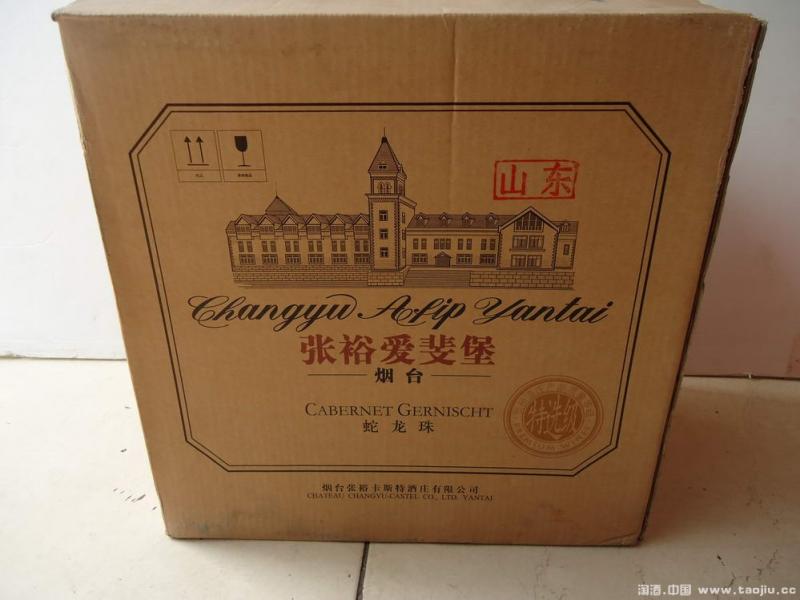 山东
Changyu Afip Yantai
张裕爱斐堡
烟台
CABERNET GERNISCHT
蛇龙珠
特选级
烟台张裕卡斯特酒庄有限公司
CHATEAU CHANGYU-CASTEL CO., LTD. YANTAI
淘酒.中国 www.taojiu.cc